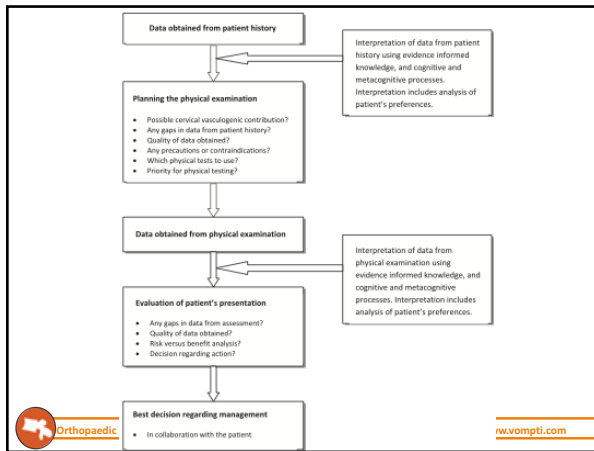 Data obtained from patient history
Interpretation of data from patient
history using evidence informed
knowledge, and cognitive and
metacognitive processes.
Interpretation includes analysis of
patient's preferences.
Planning the physical examination
• Possible cervical vasculogenic contribution?
• Any gaps in data from patient history?
• Quality of data obtained?
• Any precautions or contraindications?
• Which physical tests to use?
• Priority for physical testing?
Data obtained from physical examination
Interpretation of data from
physical examination using
evidence informed knowledge, and
cognitive and metacognitive
processes. Interpretation includes
analysis of patient's preferences.
Evaluation of patient's presentation
• Any gaps in data from assessment?
• Quality of data obtained?
• Risk versus benefit analysis?
• Decision regarding action?
Best decision regarding management
• In collaboration with the patient
Orthopaedic
ww.vompti.com